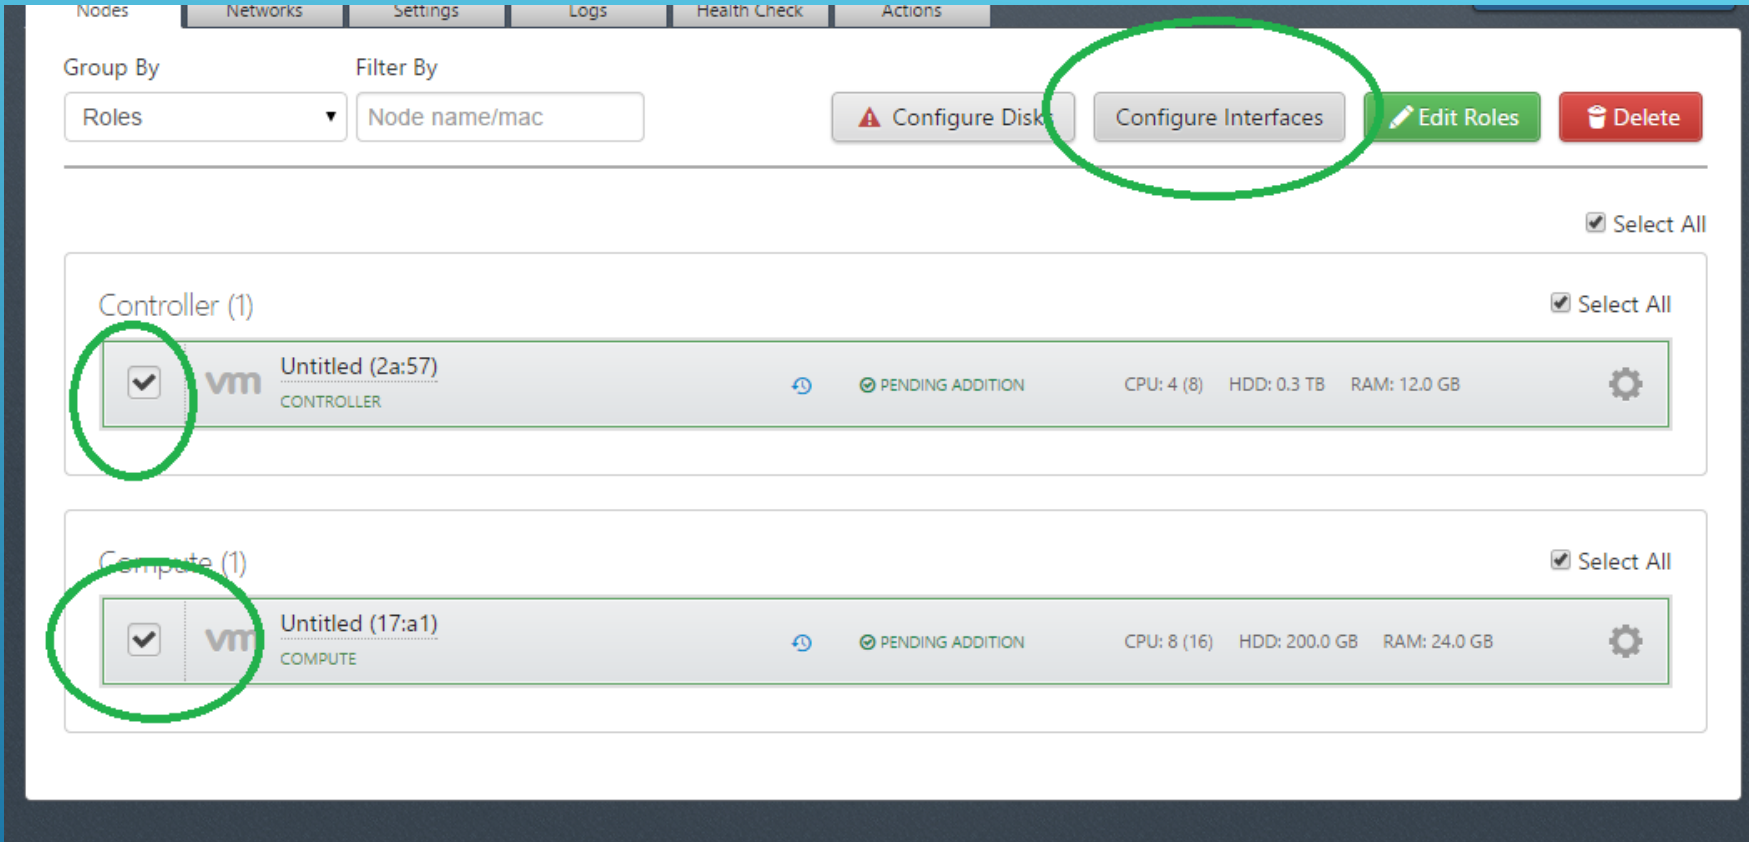 Nodes Networks Settings Logs Health Check Actions
Group By Filter By
Roles Node name/mac Configure Disks Configure Interfaces Edit Roles Delete
Select All
Controller (1) Select All
vm Untitled (2a:57)
CONTROLLER PENDING ADDITION CPU: 4 (8) HDD: 0.3 TB RAM: 12.0 GB
Compute (1) Select All
vm Untitled (17:a1)
COMPUTE PENDING ADDITION CPU: 8 (16) HDD: 200.0 GB RAM: 24.0 GB